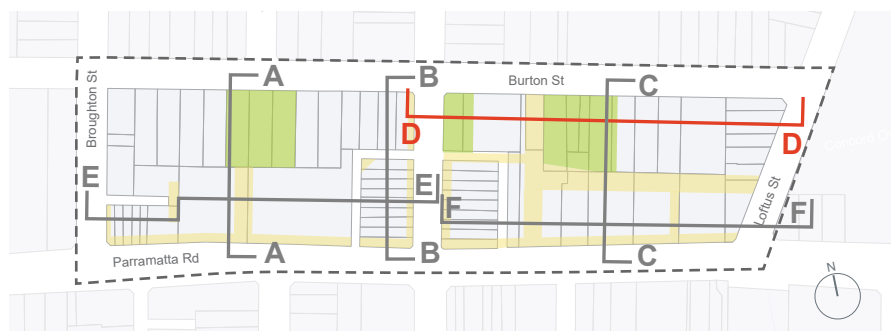 Broughton St
A
B
Burton St
C
D
D
E
E
F
F
Loftus St
Parramatta Rd
A
B
C
N